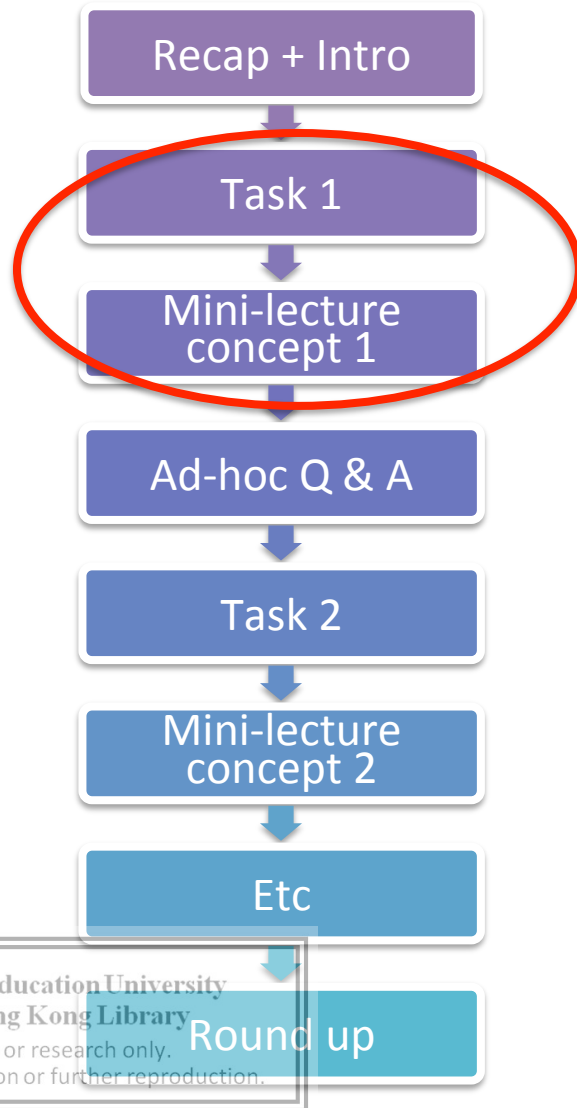 Recap + Intro
Task 1
Mini-lecture
concept 1
Ad-hoc Q & A
Task 2
Mini-lecture
concept 2
Etc
ducation University
ng Kong Library
or research only.
Round up
on or further reproduction.